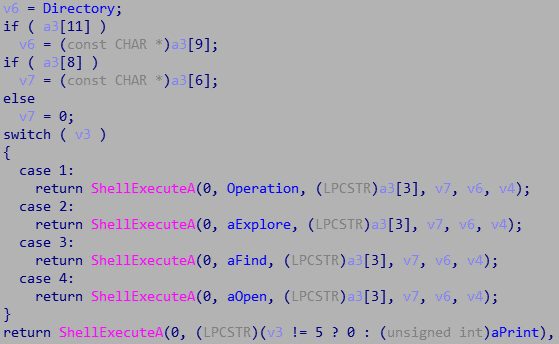 v6 = Directory;
if ( a3[11] )
v6 = (const CHAR *)a3[9];
if ( a3[8] )
v7 = (const CHAR *)a3[6];
else
v7 = 0;
switch ( v3 )
{
case 1:
return ShellExecuteA(0, Operation, (LPCSTR)a3[3], v7, v6, v4);
case 2:
return ShellExecuteA(0, aExplore, (LPCSTR)a3[3], v7, v6, v4);
case 3:
return ShellExecuteA(0, aFind, (LPCSTR)a3[3], v7, v6, v4);
case 4:
return ShellExecuteA(0, aOpen, (LPCSTR)a3[3], v7, v6, v4);
}
return ShellExecuteA(0, (LPCSTR)(v3 != 5 ? 0 : (unsigned int)aPrint),